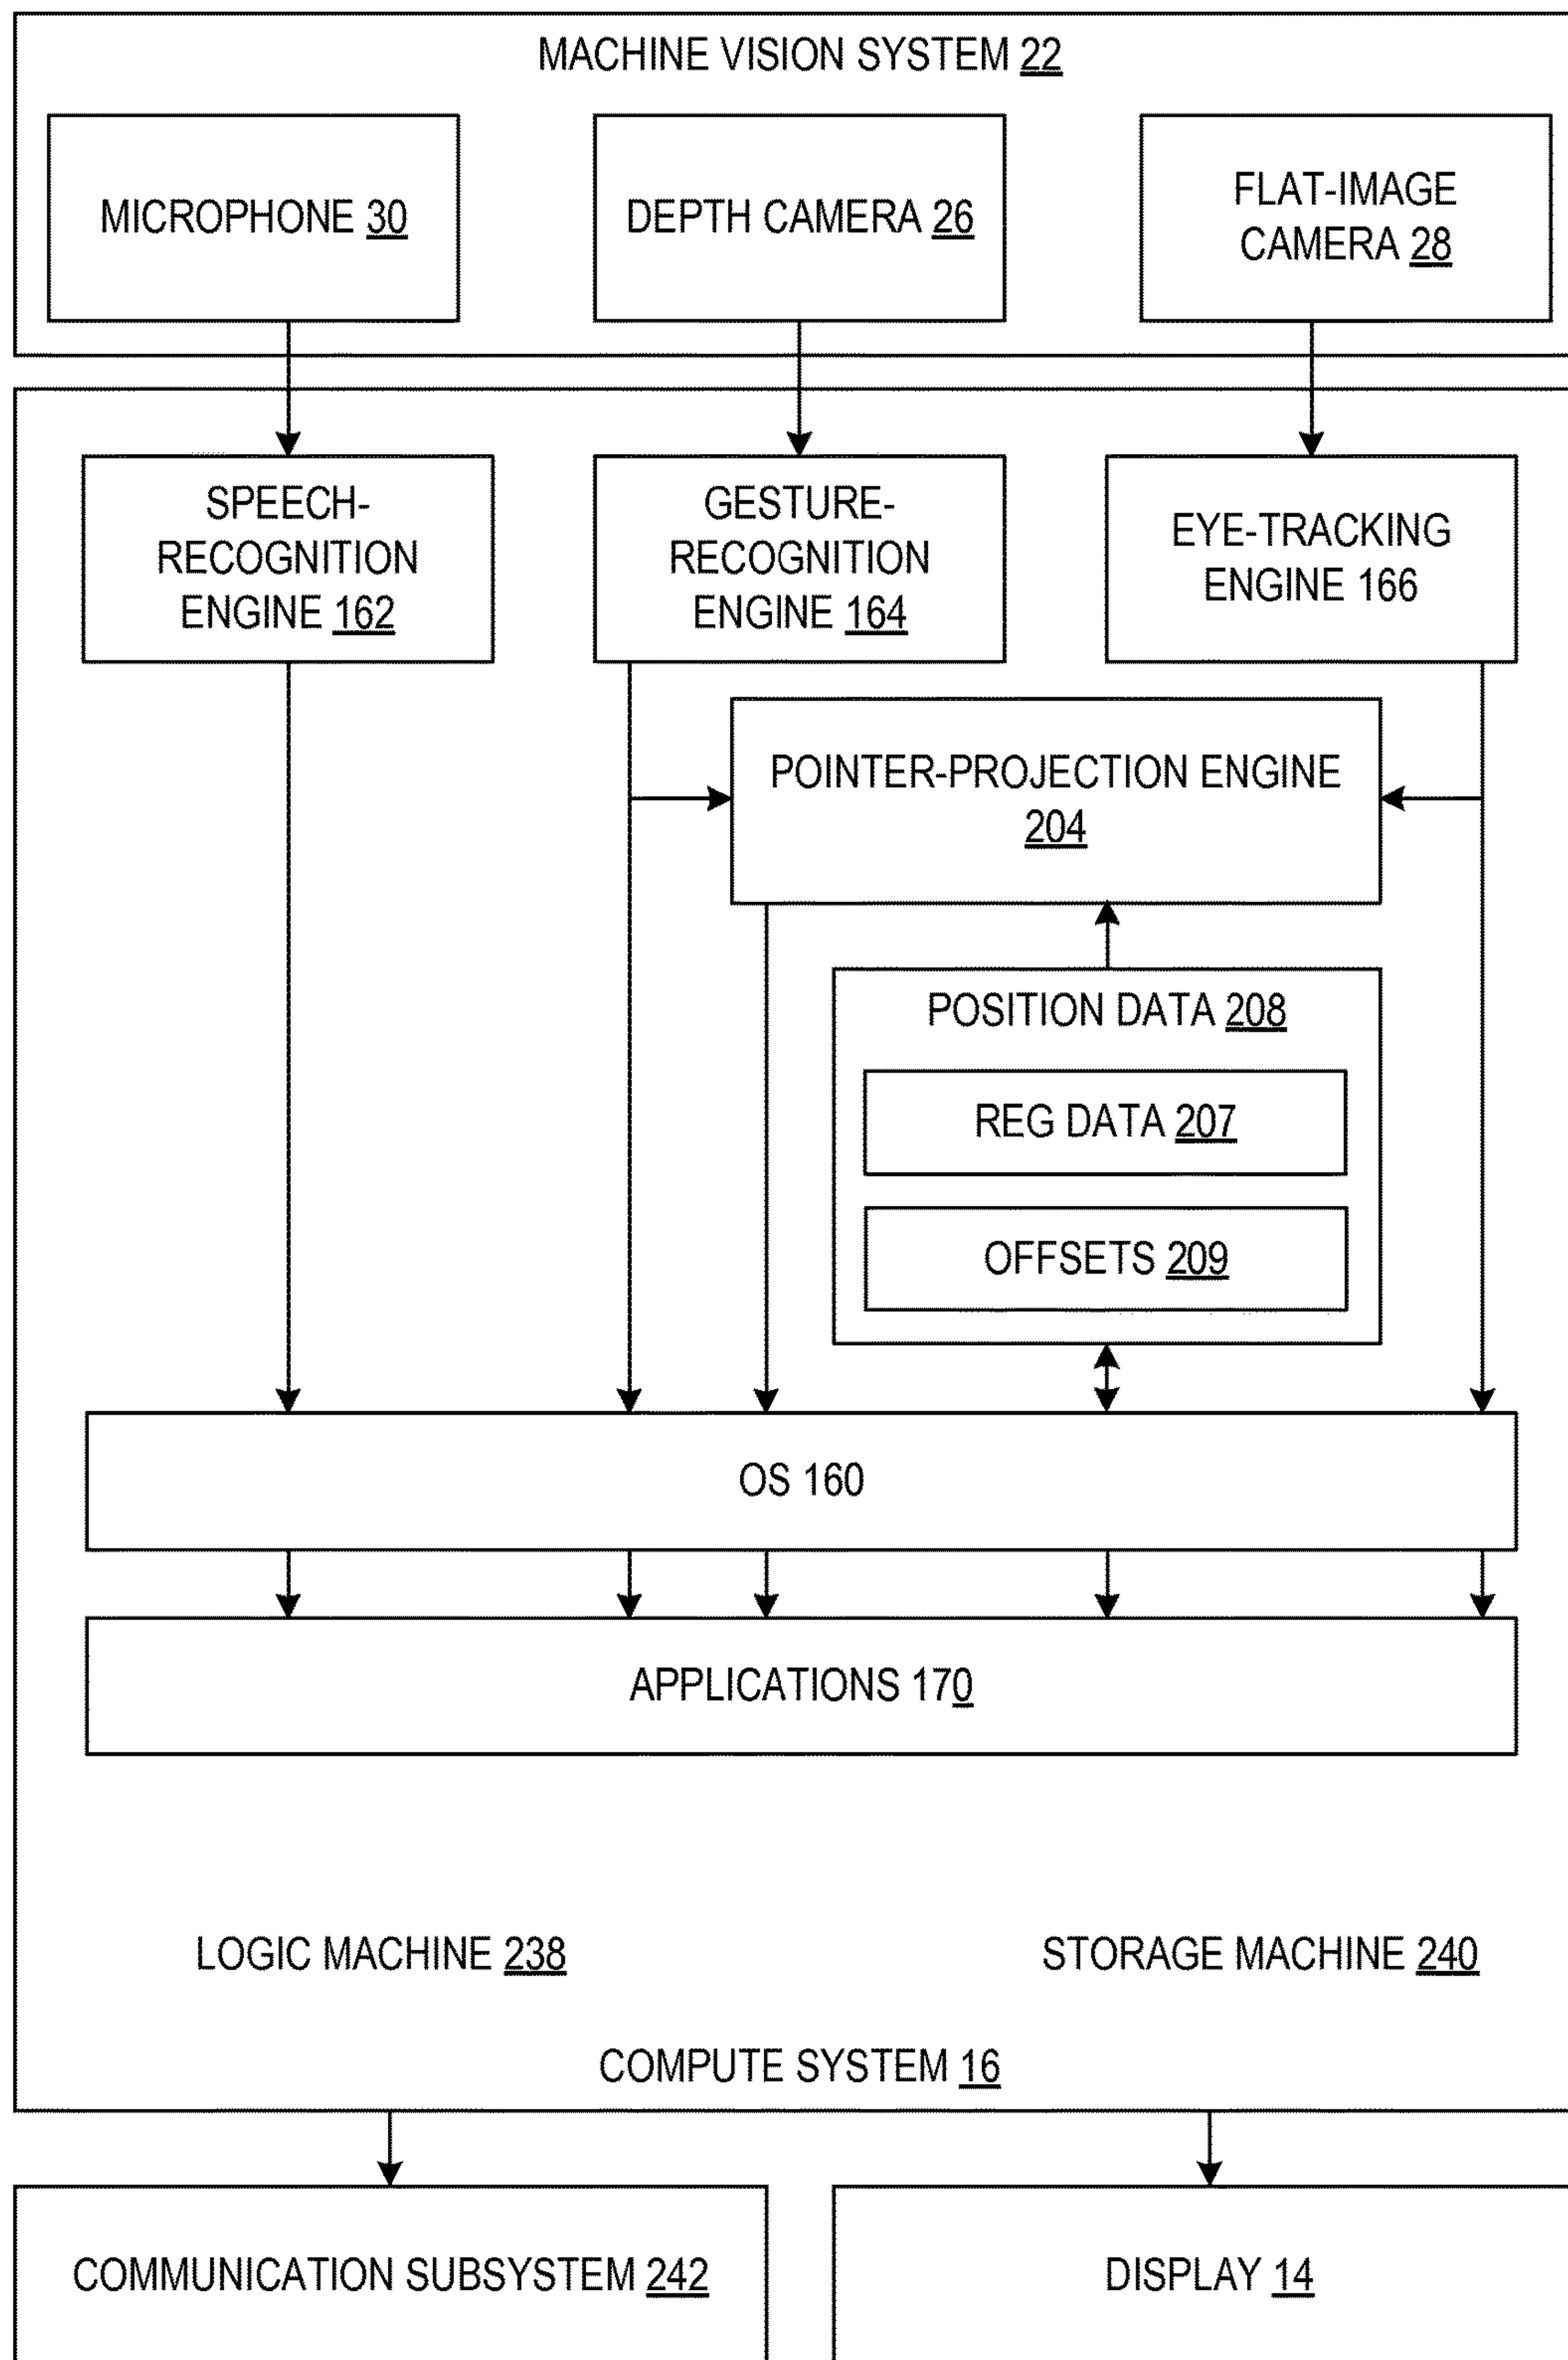 MACHINE VISION SYSTEM 22
MICROPHONE 30
DEPTH CAMERA 26
FLAT-IMAGE
CAMERA 28
SPEECH-
RECOGNITION
ENGINE 162
GESTURE-
RECOGNITION
ENGINE 164
EYE-TRACKING
ENGINE 166
POINTER-PROJECTION ENGINE
204
POSITION DATA 208
REG DATA 207
OFFSETS 209
OS 160
APPLICATIONS 170
LOGIC MACHINE 238
STORAGE MACHINE 240
COMPUTE SYSTEM 16
COMMUNICATION SUBSYSTEM 242
DISPLAY 14